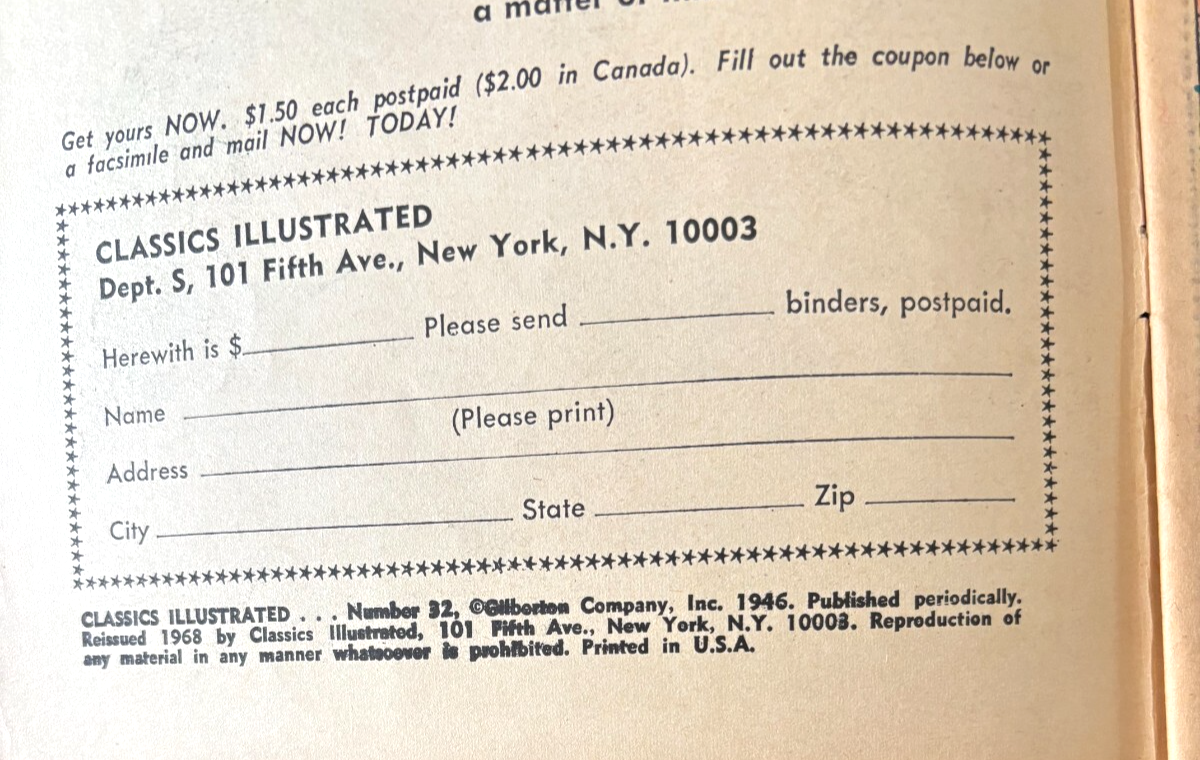 a matter
Get yours NOW. $1.50 each postpaid ($2.00 in Canada). Fill out the coupon below or
a facsimile and mail NOW! TODAY!
CLASSICS ILLUSTRATED
Dept. S, 101 Fifth Ave., New York, N.Y. 10003
Herewith is $ Please send binders, postpaid.
Name
(Please print)
Address
City State Zip
CLASSICS ILLUSTRATED . . . Number 32, ©Gilberton Company, Inc. 1946. Published periodically.
Reissued 1968 by Classics Illustrated, 101 Fifth Ave., New York, N.Y. 10003. Reproduction of
any material in any manner whatsoever is prohibited. Printed in U.S.A.